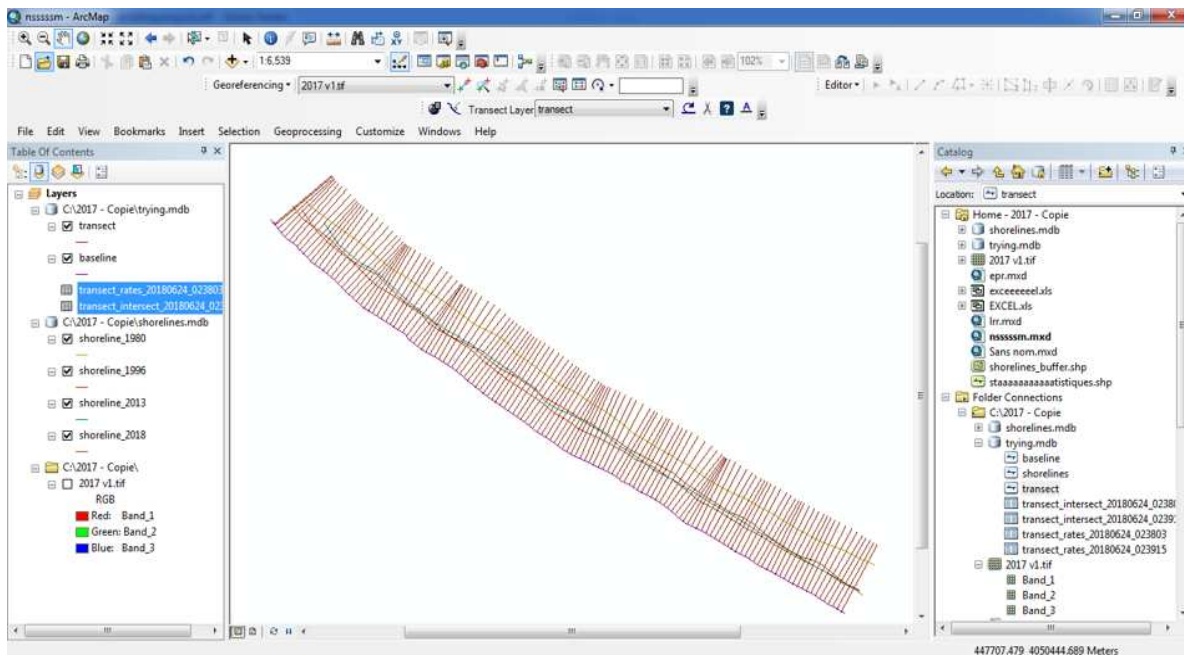 nsssssm - ArcMap
1:6,539
102%
Georeferencing 2017 v1.tif
Editor
Transect Layer transect
File Edit View Bookmarks Insert Selection Geoprocessing Customize Windows Help
Table Of Contents
Layers
C:\2017 - Copie\trying.mdb
transect
baseline
transect_rates_20180624_023803
transect_intersect_20180624_023
C:\2017 - Copie\shorelines.mdb
shoreline_1980
shoreline_1996
shoreline_2013
shoreline_2018
C:\2017 - Copie\
2017 v1.tif
RGB
Red: Band_1
Green: Band_2
Blue: Band_3
Catalog
Location: transect
Home - 2017 - Copie
shorelines.mdb
trying.mdb
2017 v1.tif
epr.mxd
exceeeeeel.xls
EXCEL.xls
lrr.mxd
nsssssm.mxd
Sans nom.mxd
shorelines_buffer.shp
staaaaaaaaaatistiques.shp
Folder Connections
C:\2017 - Copie
shorelines.mdb
trying.mdb
baseline
shorelines
transect
transect_intersect_20180624_0238
transect_intersect_20180624_0239
transect_rates_20180624_023803
transect_rates_20180624_023915
2017 v1.tif
Band_1
Band_2
Band_3
447707.479 4050444.689 Meters